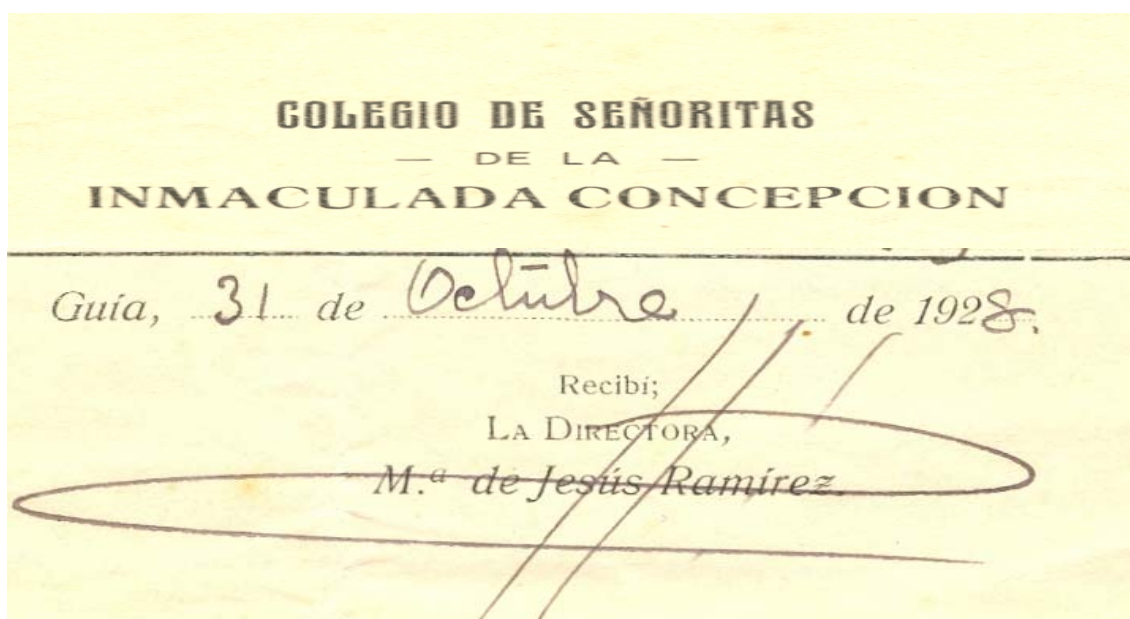 COLEGIO DE SEÑORITAS
— DE LA —
INMACULADA CONCEPCION
Guía, 31 de Octubre de 1928.
Recibí;
LA DIRECTORA,
M.ª de Jesús Ramírez.